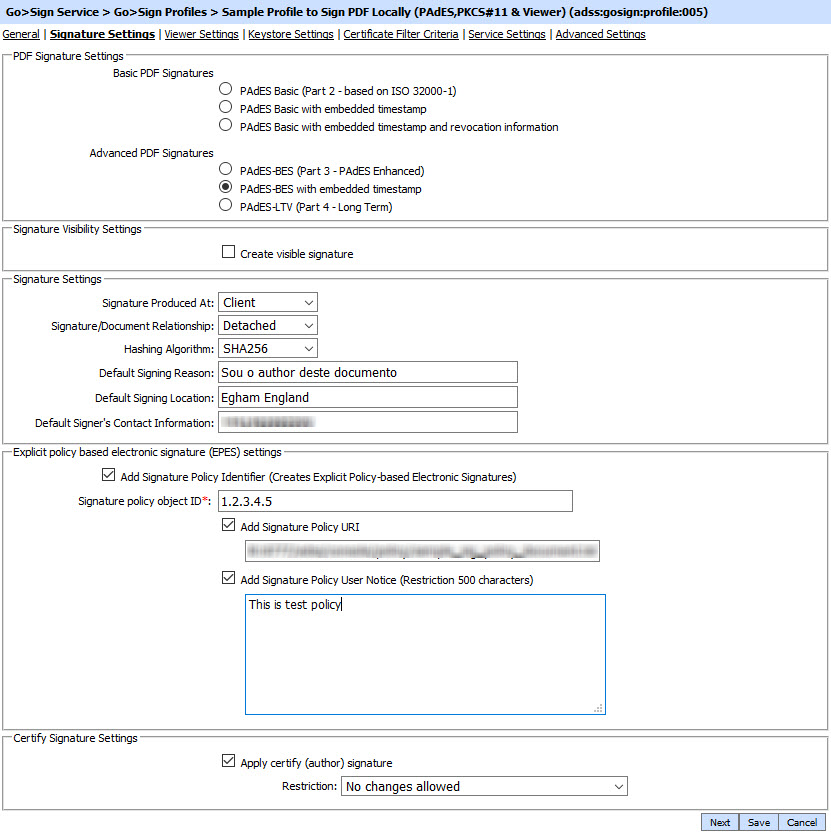 Go>Sign Service > Go>Sign Profiles > Sample Profile to Sign PDF Locally (PAdES,PKCS#11 & Viewer) (adss:gosign:profile:005)
General | Signature Settings | Viewer Settings | Keystore Settings | Certificate Filter Criteria | Service Settings | Advanced Settings
PDF Signature Settings
Basic PDF Signatures
PAdES Basic (Part 2 - based on ISO 32000-1)
PAdES Basic with embedded timestamp
PAdES Basic with embedded timestamp and revocation information
Advanced PDF Signatures
PAdES-BES (Part 3 - PAdES Enhanced)
PAdES-BES with embedded timestamp
PAdES-LTV (Part 4 - Long Term)
Signature Visibility Settings
Create visible signature
Signature Settings
Signature Produced At: Client
Signature/Document Relationship: Detached
Hashing Algorithm: SHA256
Default Signing Reason: Sou o author deste documento
Default Signing Location: Egham England
Default Signer's Contact Information:
Explicit policy based electronic signature (EPES) settings
Add Signature Policy Identifier (Creates Explicit Policy-based Electronic Signatures)
Signature policy object ID*: 1.2.3.4.5
Add Signature Policy URI
Add Signature Policy User Notice (Restriction 500 characters)
This is test policy
Certify Signature Settings
Apply certify (author) signature
Restriction: No changes allowed
Next Save Cancel